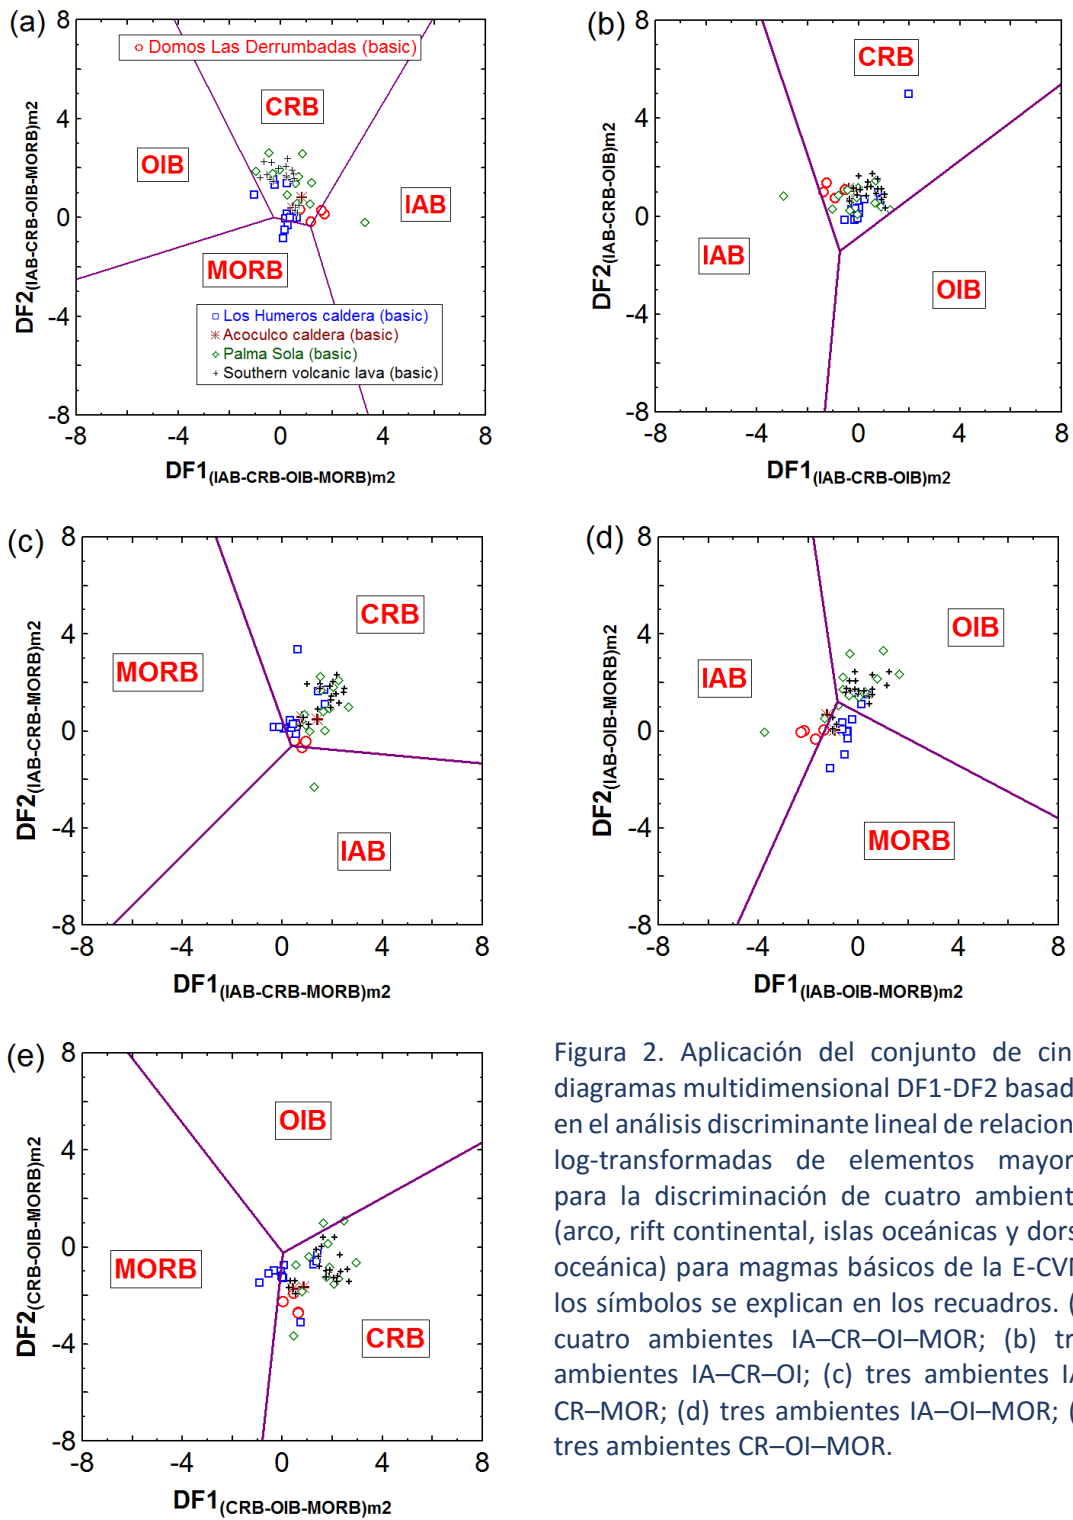 (a)
8
4
0
-4
-8
-8 -4 0 4 8
DF2(IAB-CRB-OIB-MORB)m2
DF1(IAB-CRB-OIB-MORB)m2
Domos Las Derrumbadas (basic)
CRB
OIB
IAB
MORB
Los Humeros caldera (basic)
Acoculco caldera (basic)
Palma Sola (basic)
Southern volcanic lava (basic)
(b)
8
4
0
-4
-8
-8 -4 0 4 8
DF2(IAB-CRB-OIB)m2
DF1(IAB-CRB-OIB)m2
CRB
IAB
OIB
(c)
8
4
0
-4
-8
-8 -4 0 4 8
DF2(IAB-CRB-MORB)m2
DF1(IAB-CRB-MORB)m2
CRB
MORB
IAB
(d)
8
4
0
-4
-8
-8 -4 0 4 8
DF2(IAB-OIB-MORB)m2
DF1(IAB-OIB-MORB)m2
OIB
IAB
MORB
(e)
8
4
0
-4
-8
-8 -4 0 4 8
DF2(CRB-OIB-MORB)m2
DF1(CRB-OIB-MORB)m2
OIB
MORB
CRB
Figura 2. Aplicación del conjunto de cin
diagramas multidimensional DF1-DF2 basad
en el análisis discriminante lineal de relacion
log-transformadas de elementos mayor
para la discriminación de cuatro ambient
(arco, rift continental, islas oceánicas y dors
oceánica) para magmas básicos de la E-CV
los símbolos se explican en los recuadros. (
cuatro ambientes IA–CR–OI–MOR; (b) tr
ambientes IA–CR–OI; (c) tres ambientes IA
CR–MOR; (d) tres ambientes IA–OI–MOR; (
tres ambientes CR–OI–MOR.